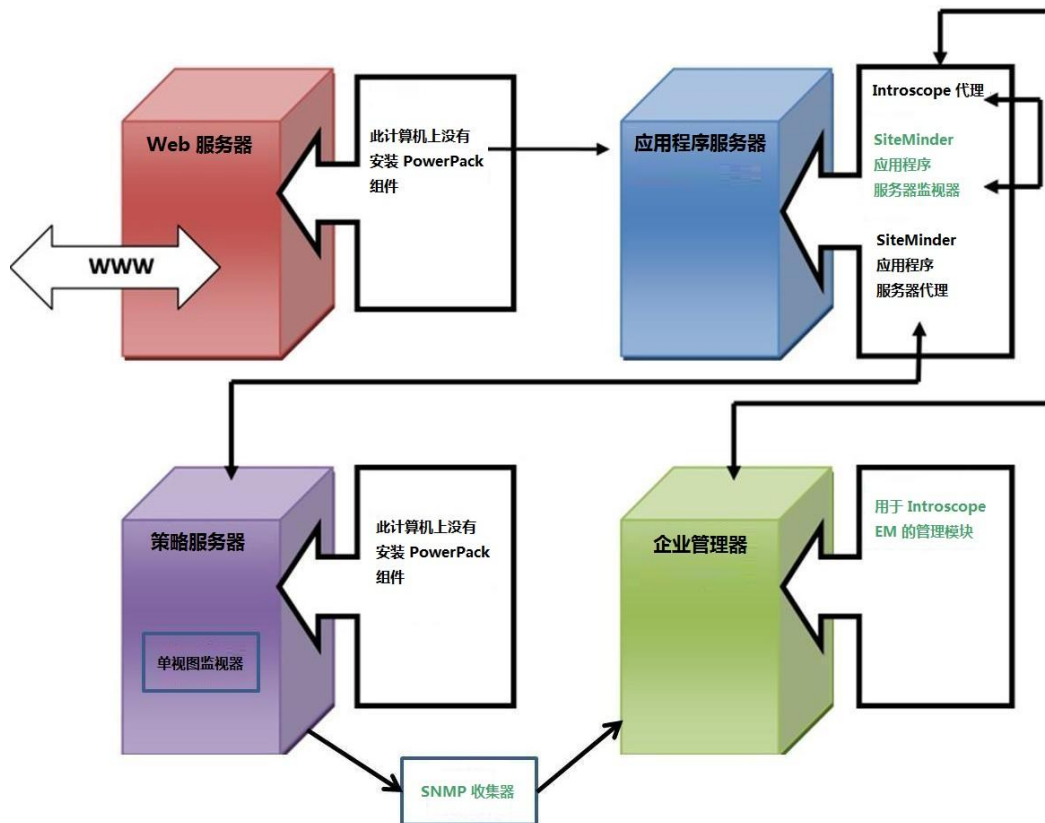 Web 服务器
此计算机上没有
安装 PowerPack
组件
应用程序服务器
Introscope 代理
SiteMinder
应用程序
服务器监视器
SiteMinder
应用程序
服务器代理
WWW
策略服务器
单视图监视器
此计算机上没有
安装 PowerPack
组件
企业管理器
用于 Introscope
EM 的管理模块
SNMP 收集器